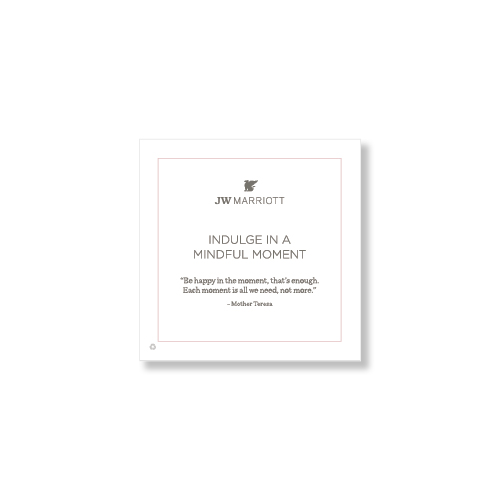 JW MARRIOTT
INDULGE IN A
MINDFUL MOMENT
“Be happy in the moment, that’s enough.
Each moment is all we need, not more.”
– Mother Teresa